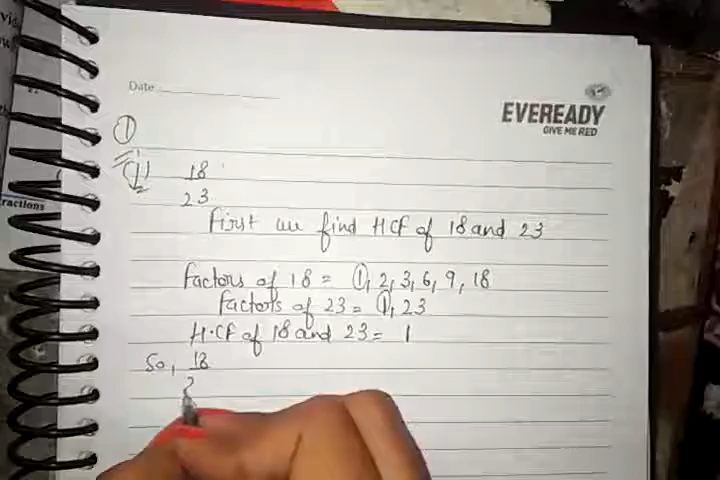 Date
EVEREADY
GIVE ME RED
1
(1) 18
23
First we find HCF of 18 and 23
ractions
Factors of 18 = 1, 2, 3, 6, 9, 18
Factors of 23 = 1, 23
H.CF of 18 and 23 = 1
So, 18
2